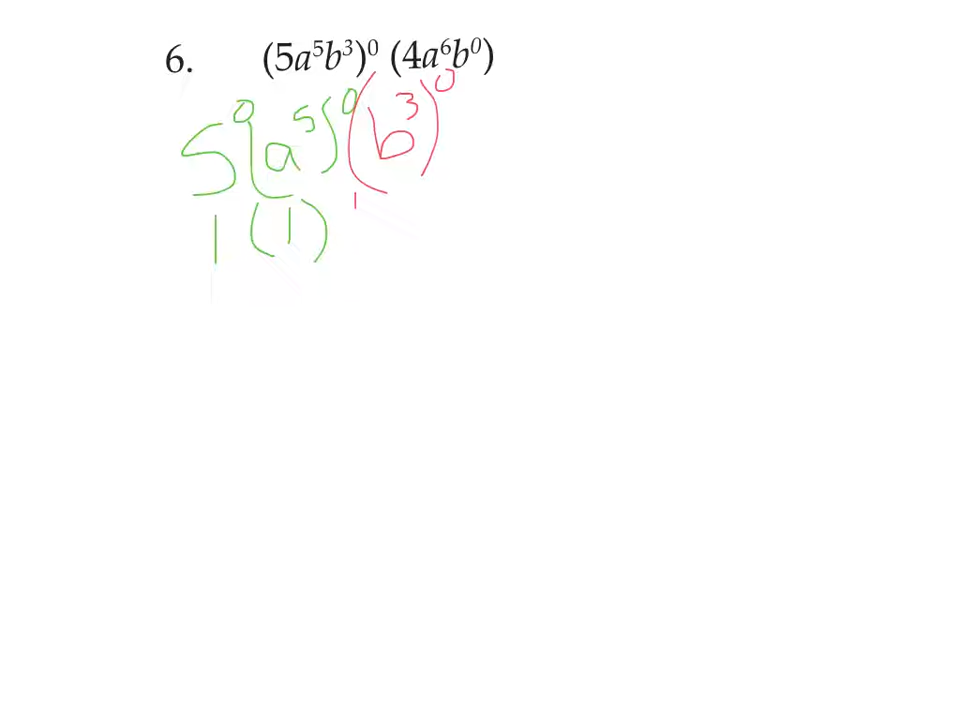 6. (5a⁵b³)⁰ (4a⁶b⁰)
5⁰(a⁵)⁰(b³)⁰
1 (1) 1